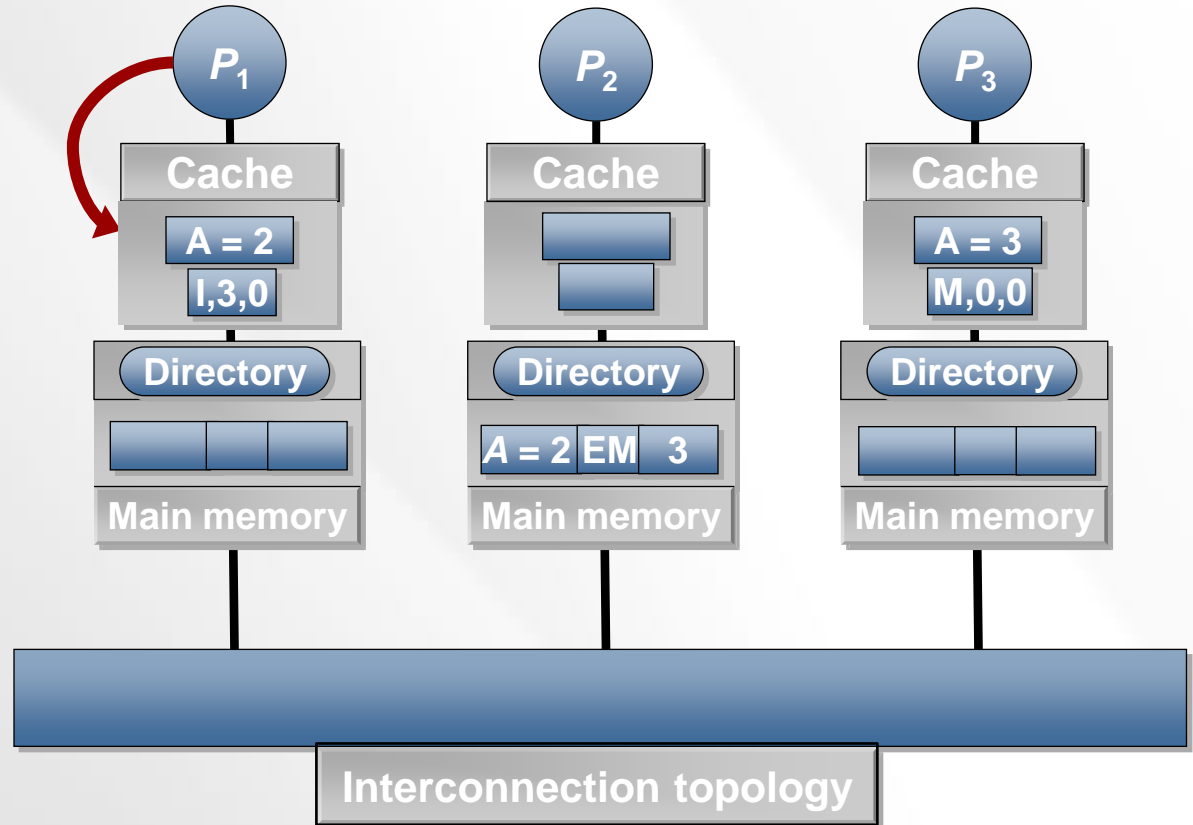 P1
P2
P3
Cache
Cache
Cache
A = 2
A = 3
I,3,0
M,0,0
Directory
Directory
Directory
A = 2 EM 3
Main memory
Main memory
Main memory
Interconnection topology